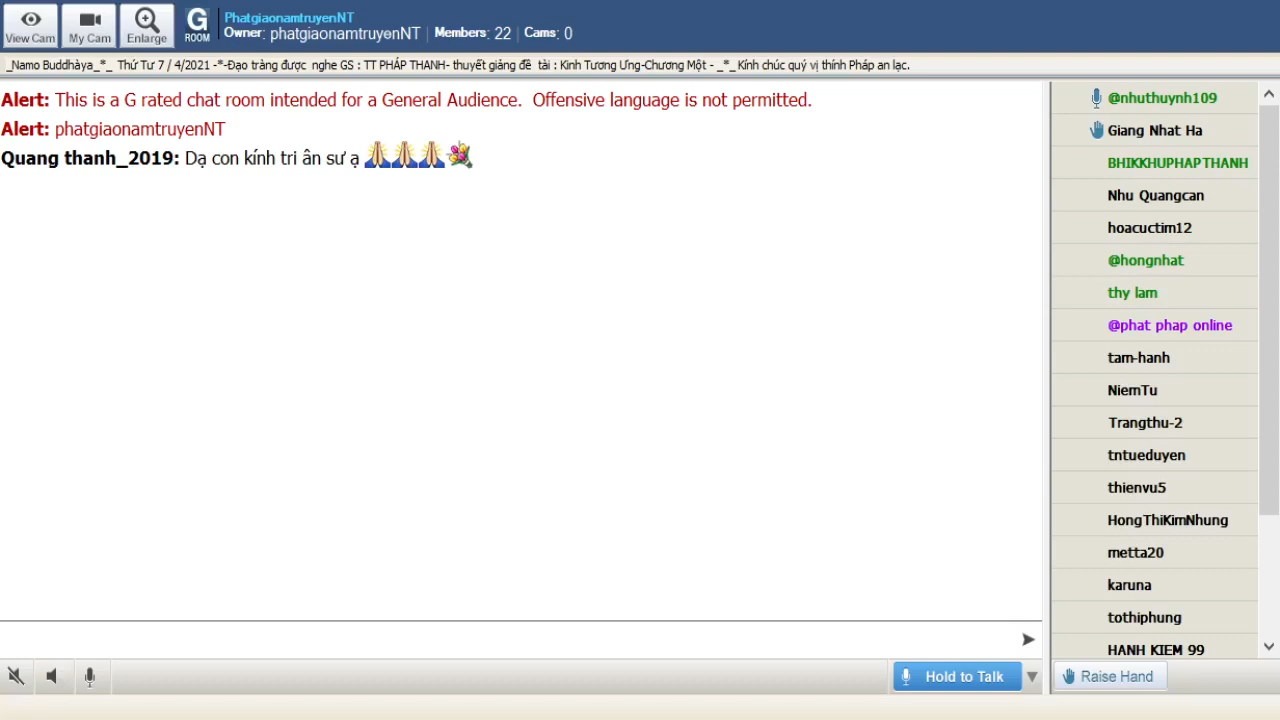 View Cam
My Cam
Enlarge
G
ROOM
PhatgiaonamtruyenNT
Owner: phatgiaonamtruyenNT | Members: 22 | Cams: 0
_Namo Buddhàya_*_ Thứ Tư 7 / 4/2021 -*-Đạo tràng được nghe GS : TT PHÁP THANH- thuyết giảng đề tài : Kinh Tương Ưng-Chương Một - _*_ Kính chúc quý vị thính Pháp an lạc.
Alert: This is a G rated chat room intended for a General Audience. Offensive language is not permitted.
Alert: phatgiaonamtruyenNT
Quang thanh_2019: Dạ con kính tri ân sư ạ 🙏🙏🙏💐
@nhuthuynh109
Giang Nhat Ha
BHIKKHUPHAPTHANH
Nhu Quangcan
hoacuctim12
@hongnhat
thy lam
@phat phap online
tam-hanh
NiemTu
Trangthu-2
tntueduyen
thienvu5
HongThiKimNhung
metta20
karuna
tothiphung
HANH KIEM 99
Hold to Talk
Raise Hand